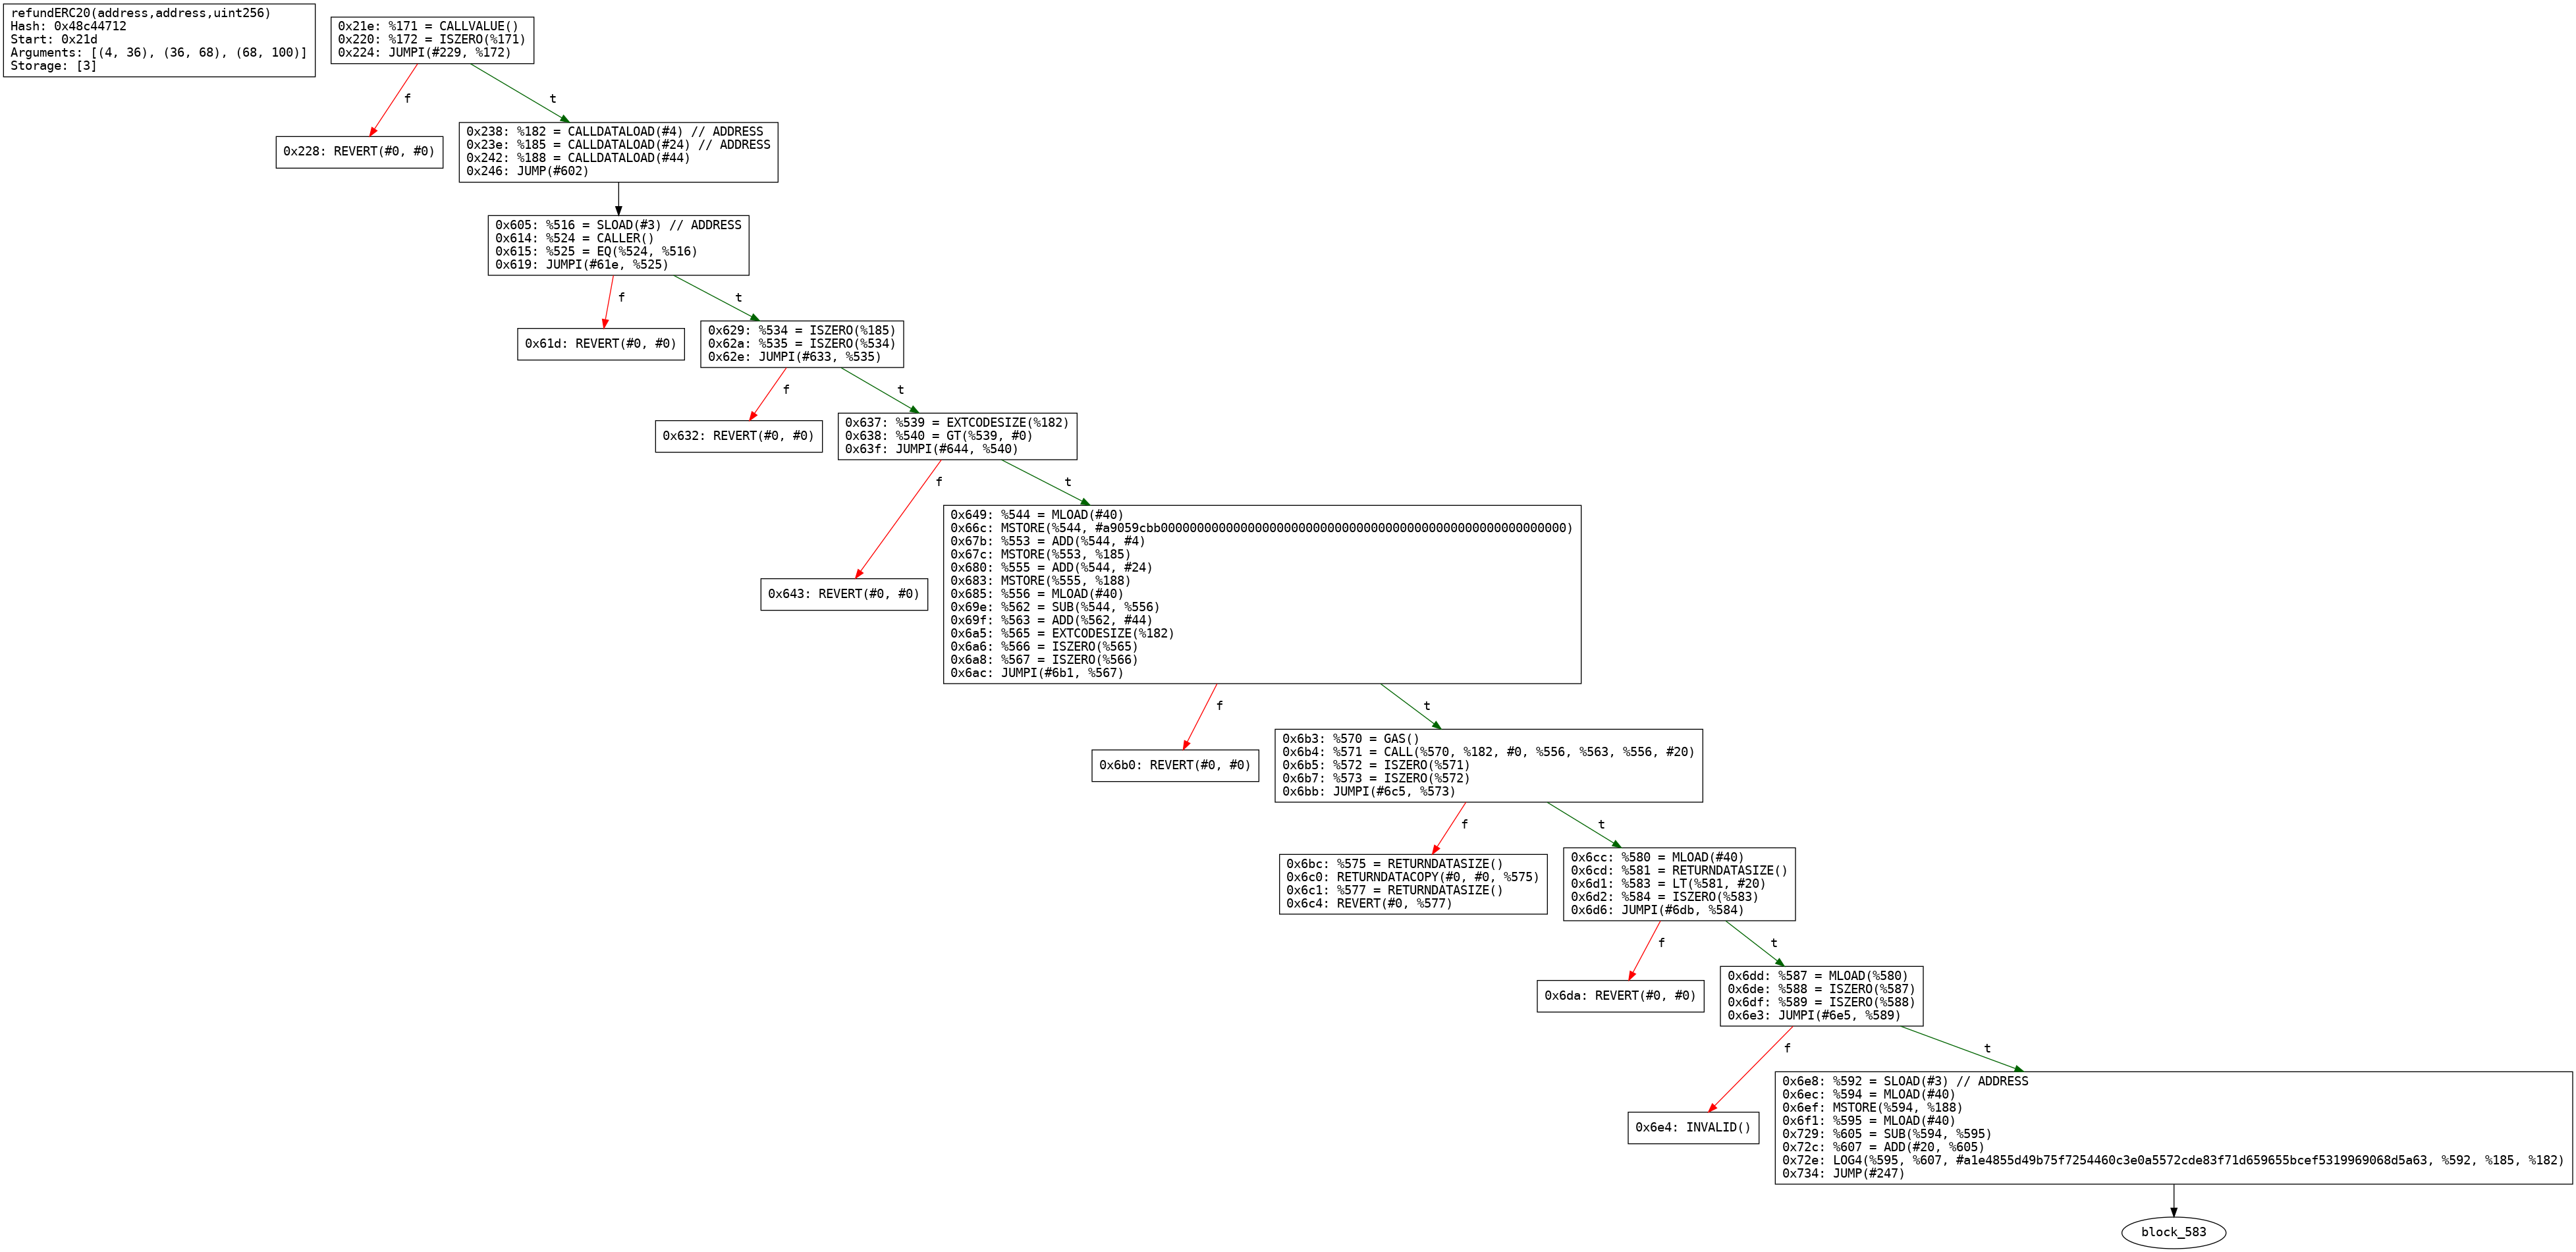 refundERC20(address,address,uint256)
Hash: 0x48c44712
Start: 0x21d
Arguments: [(4, 36), (36, 68), (68, 100)]
Storage: [3]
0x21e: %171 = CALLVALUE()
0x220: %172 = ISZERO(%171)
0x224: JUMPI(#229, %172)
f
t
0x228: REVERT(#0, #0)
0x238: %182 = CALLDATALOAD(#4) // ADDRESS
0x23e: %185 = CALLDATALOAD(#24) // ADDRESS
0x242: %188 = CALLDATALOAD(#44)
0x246: JUMP(#602)
0x605: %516 = SLOAD(#3) // ADDRESS
0x614: %524 = CALLER()
0x615: %525 = EQ(%524, %516)
0x619: JUMPI(#61e, %525)
f
t
0x61d: REVERT(#0, #0)
0x629: %534 = ISZERO(%185)
0x62a: %535 = ISZERO(%534)
0x62e: JUMPI(#633, %535)
f
t
0x632: REVERT(#0, #0)
0x637: %539 = EXTCODESIZE(%182)
0x638: %540 = GT(%539, #0)
0x63f: JUMPI(#644, %540)
f
t
0x643: REVERT(#0, #0)
0x649: %544 = MLOAD(#40)
0x66c: MSTORE(%544, #a9059cbb00000000000000000000000000000000000000000000000000000000)
0x67b: %553 = ADD(%544, #4)
0x67c: MSTORE(%553, %185)
0x680: %555 = ADD(%544, #24)
0x683: MSTORE(%555, %188)
0x685: %556 = MLOAD(#40)
0x69e: %562 = SUB(%544, %556)
0x69f: %563 = ADD(%562, #44)
0x6a5: %565 = EXTCODESIZE(%182)
0x6a6: %566 = ISZERO(%565)
0x6a8: %567 = ISZERO(%566)
0x6ac: JUMPI(#6b1, %567)
f
t
0x6b0: REVERT(#0, #0)
0x6b3: %570 = GAS()
0x6b4: %571 = CALL(%570, %182, #0, %556, %563, %556, #20)
0x6b5: %572 = ISZERO(%571)
0x6b7: %573 = ISZERO(%572)
0x6bb: JUMPI(#6c5, %573)
f
t
0x6bc: %575 = RETURNDATASIZE()
0x6c0: RETURNDATACOPY(#0, #0, %575)
0x6c1: %577 = RETURNDATASIZE()
0x6c4: REVERT(#0, %577)
0x6cc: %580 = MLOAD(#40)
0x6cd: %581 = RETURNDATASIZE()
0x6d1: %583 = LT(%581, #20)
0x6d2: %584 = ISZERO(%583)
0x6d6: JUMPI(#6db, %584)
f
t
0x6da: REVERT(#0, #0)
0x6dd: %587 = MLOAD(%580)
0x6de: %588 = ISZERO(%587)
0x6df: %589 = ISZERO(%588)
0x6e3: JUMPI(#6e5, %589)
f
t
0x6e4: INVALID()
0x6e8: %592 = SLOAD(#3) // ADDRESS
0x6ec: %594 = MLOAD(#40)
0x6ef: MSTORE(%594, %188)
0x6f1: %595 = MLOAD(#40)
0x729: %605 = SUB(%594, %595)
0x72c: %607 = ADD(#20, %605)
0x72e: LOG4(%595, %607, #a1e4855d49b75f7254460c3e0a5572cde83f71d659655bcef5319969068d5a63, %592, %185, %182)
0x734: JUMP(#247)
block_583